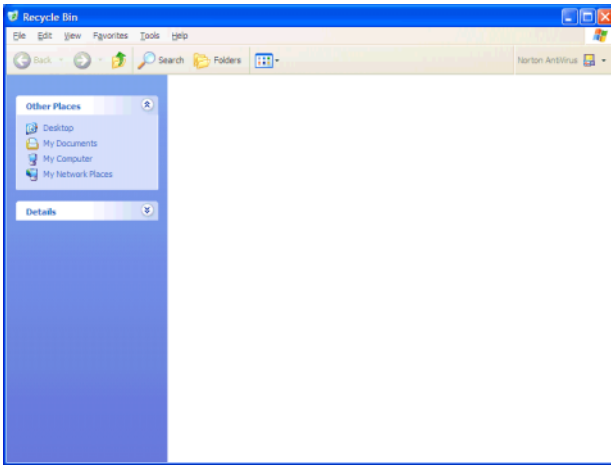 Recycle Bin
File Edit View Favorites Tools Help
Back Search Folders Norton AntiVirus
Other Places
Desktop
My Documents
My Computer
My Network Places
Details